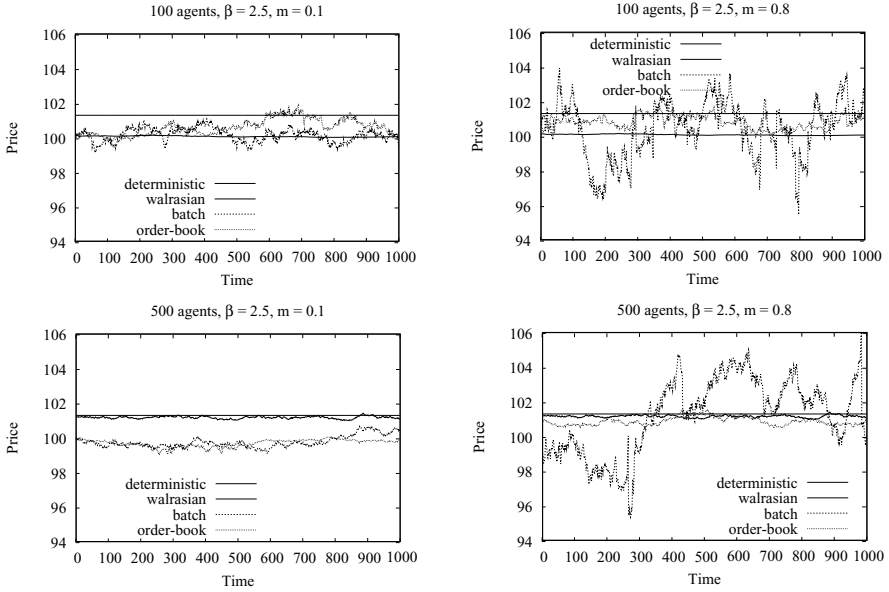 100 agents, β = 2.5, m = 0.1
106
104
102
100
98
96
94
Price
deterministic
walrasian
batch
order-book
0 100 200 300 400 500 600 700 800 900 1000
Time
100 agents, β = 2.5, m = 0.8
106
104
102
100
98
96
94
Price
deterministic
walrasian
batch
order-book
0 100 200 300 400 500 600 700 800 900 1000
Time
500 agents, β = 2.5, m = 0.1
106
104
102
100
98
96
94
Price
deterministic
walrasian
batch
order-book
0 100 200 300 400 500 600 700 800 900 1000
Time
500 agents, β = 2.5, m = 0.8
106
104
102
100
98
96
94
Price
deterministic
walrasian
batch
order-book
0 100 200 300 400 500 600 700 800 900 1000
Time